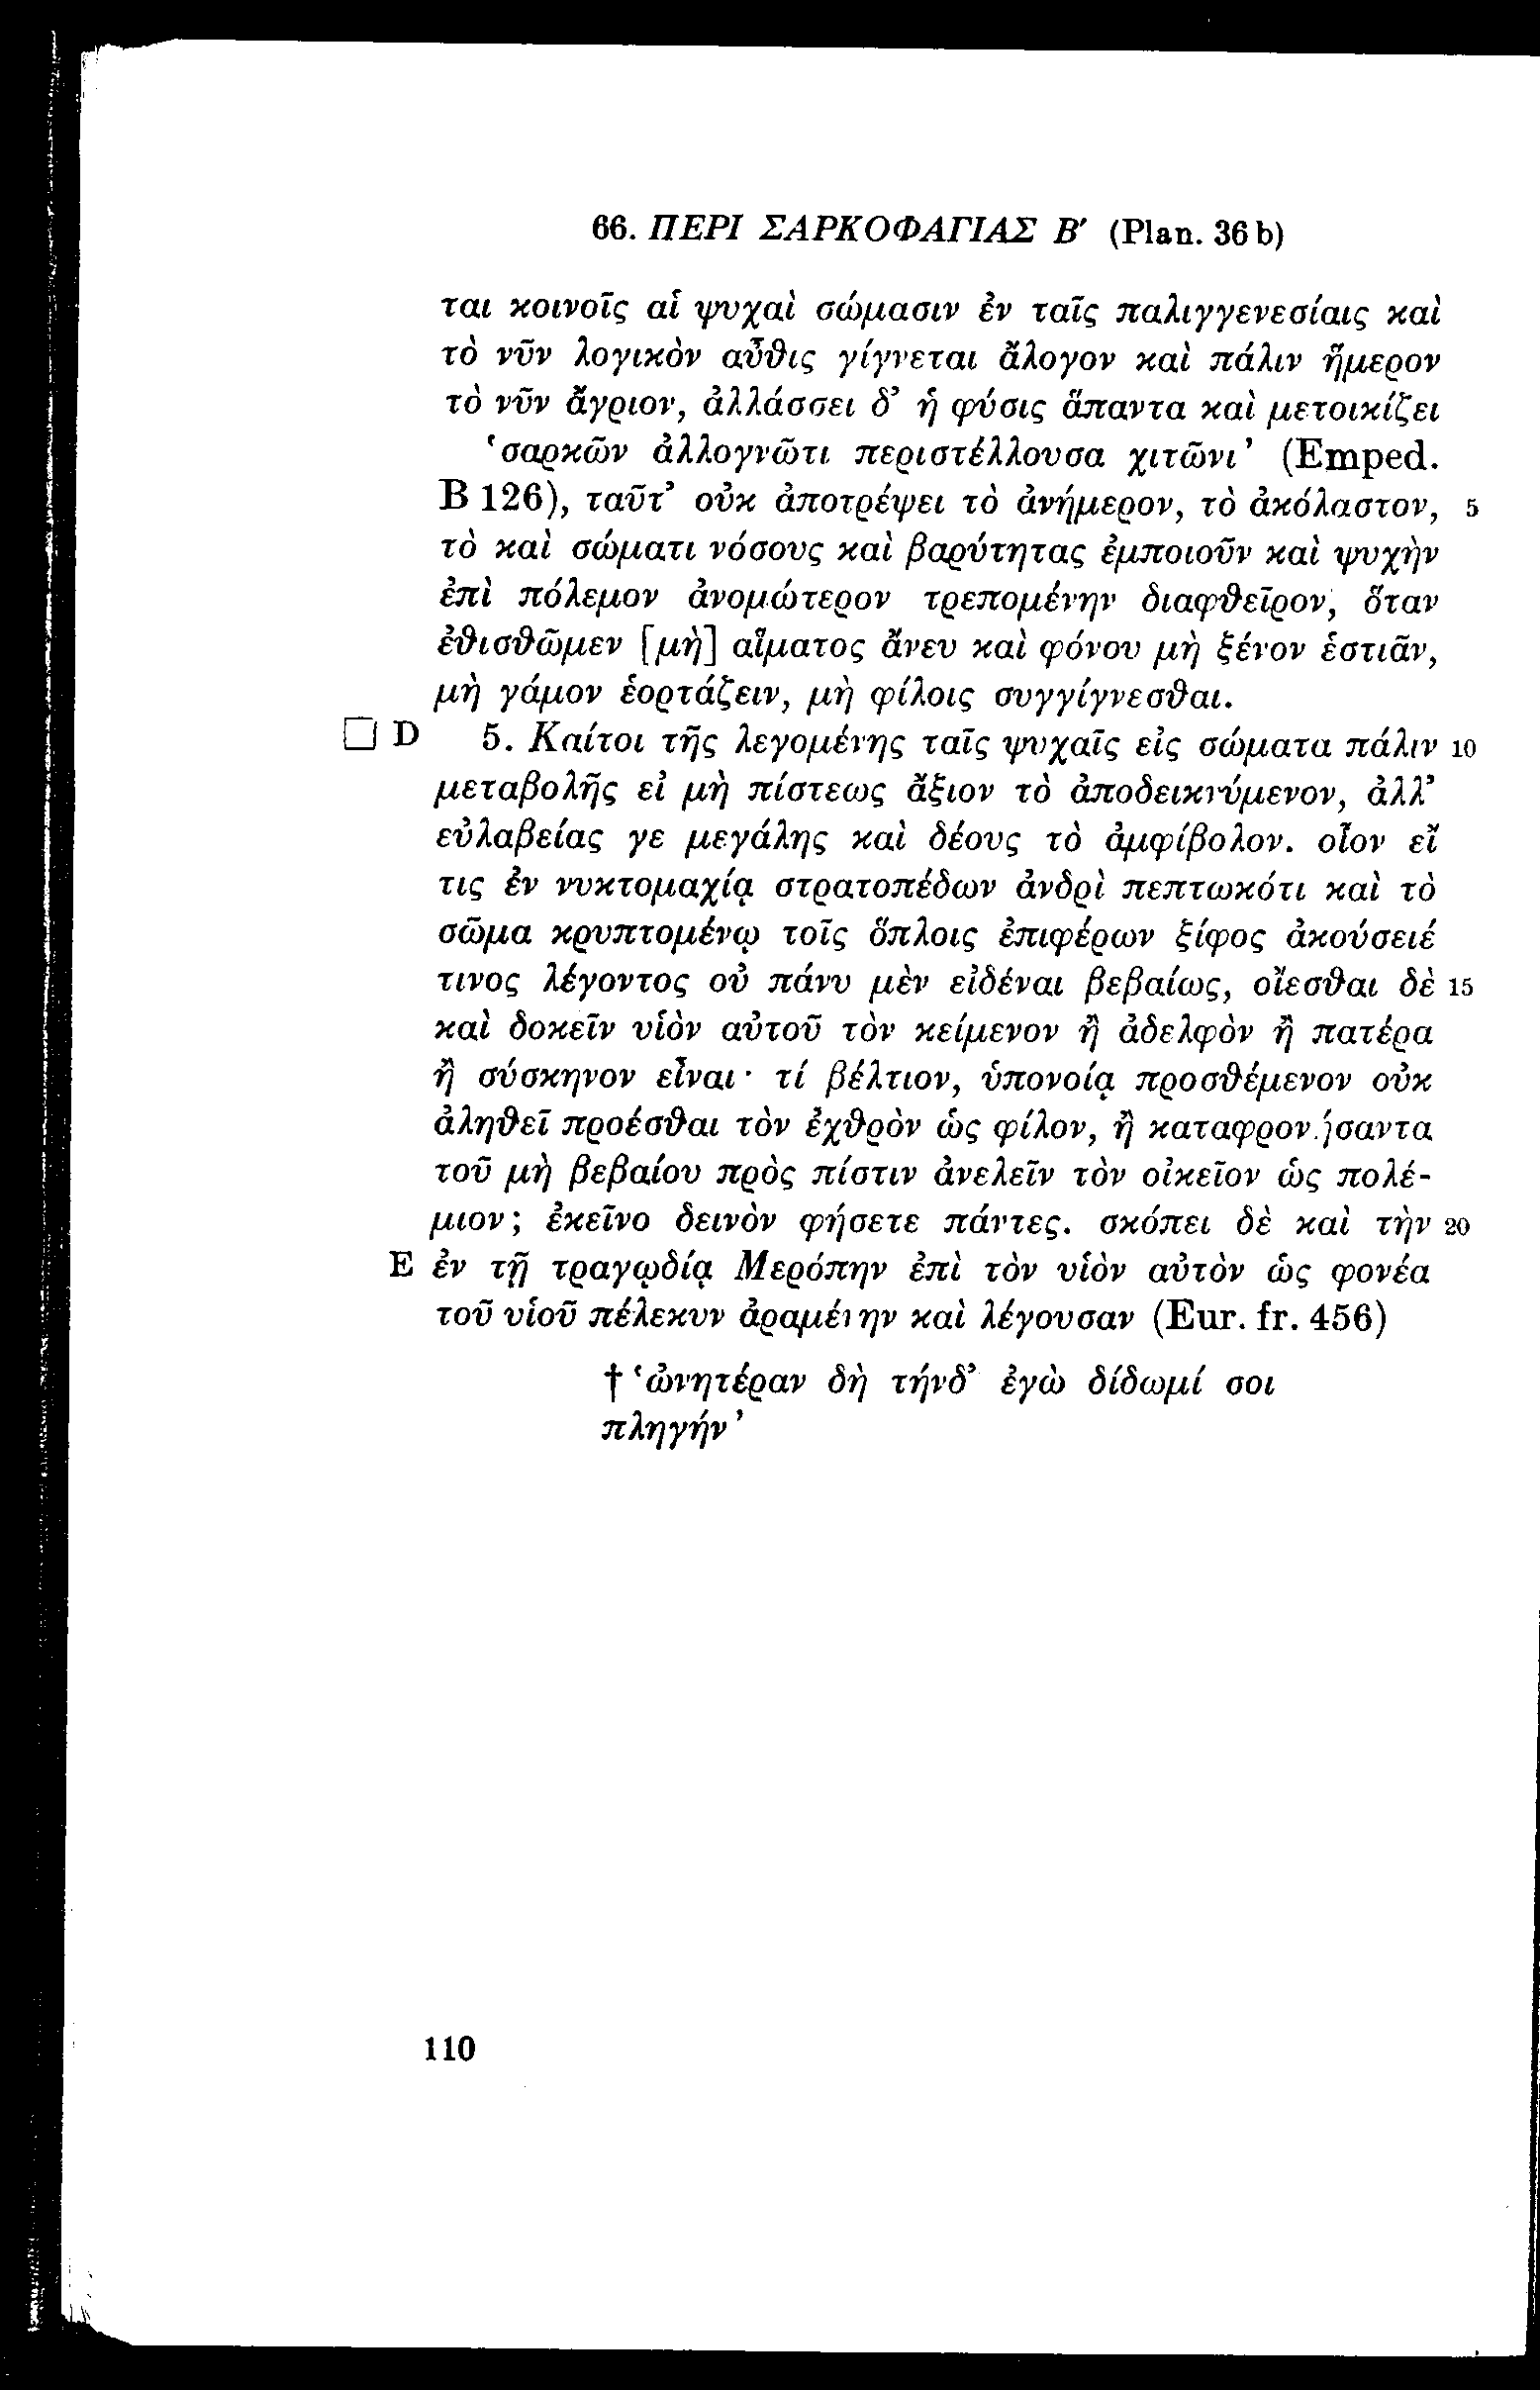 66. ΠΕΡΙ ΣΑΡΚΟΦΑΓΙΑΣ Β′ (Plan. 36 b)
ται κοινοῖς αἱ ψυχαὶ σώμασιν ἐν ταῖς παλιγγενεσίαις καὶ
τὸ νῦν λογικὸν αὖθις γίγνεται ἄλογον καὶ πάλιν ἥμερον
τὸ νῦν ἄγριον, ἀλλάσσει δ’ ἡ φύσις ἅπαντα καὶ μετοικίζει
‘σαρκῶν ἀλλογνῶτι περιστέλλουσα χιτῶνι’ (Emped.
B 126), ταῦτ’ οὐκ ἀποτρέψει τὸ ἀνήμερον, τὸ ἀκόλαστον, 5
τὸ καὶ σώματι νόσους καὶ βαρύτητας ἐμποιοῦν καὶ ψυχὴν
ἐπὶ πόλεμον ἀνομώτερον τρεπομένην διαφθεῖρον, ὅταν
ἐθισθῶμεν [μὴ] αἵματος ἄνευ καὶ φόνου μὴ ξένον ἑστιᾶν,
μὴ γάμον ἑορτάζειν, μὴ φίλοις συγγίγνεσθαι.
□ D 5. Καίτοι τῆς λεγομένης ταῖς ψυχαῖς εἰς σώματα πάλιν 10
μεταβολῆς εἰ μὴ πίστεως ἄξιον τὸ ἀποδεικνύμενον, ἀλλ’
εὐλαβείας γε μεγάλης καὶ δέους τὸ ἀμφίβολον. οἷον εἴ
τις ἐν νυκτομαχίᾳ στρατοπέδων ἀνδρὶ πεπτωκότι καὶ τὸ
σῶμα κρυπτομένῳ τοῖς ὅπλοις ἐπιφέρων ξίφος ἀκούσειέ
τινος λέγοντος οὐ πάνυ μὲν εἰδέναι βεβαίως, οἴεσθαι δὲ 15
καὶ δοκεῖν υἱὸν αὐτοῦ τὸν κείμενον ἢ ἀδελφὸν ἢ πατέρα
ἢ σύσκηνον εἶναι· τί βέλτιον, ὑπονοίᾳ προσθέμενον οὐκ
ἀληθεῖ προέσθαι τὸν ἐχθρὸν ὡς φίλον, ἢ καταφρονήσαντα
τοῦ μὴ βεβαίου πρὸς πίστιν ἀνελεῖν τὸν οἰκεῖον ὡς πολέ-
μιον; ἐκεῖνο δεινὸν φήσετε πάντες. σκόπει δὲ καὶ τὴν 20
E ἐν τῇ τραγῳδίᾳ Μερόπην ἐπὶ τὸν υἱὸν αὐτὸν ὡς φονέα
τοῦ υἱοῦ πέλεκυν ἀραμένην καὶ λέγουσαν (Eur. fr. 456)
† ‘ὠνητέραν δὴ τήνδ’ ἐγὼ δίδωμί σοι
πληγήν’
110